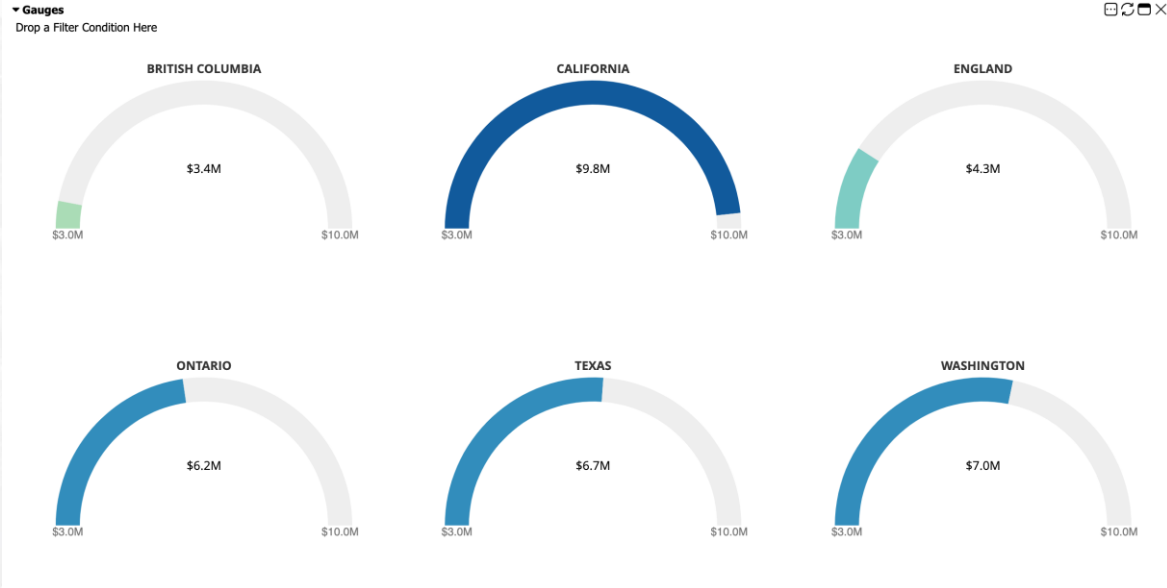 Gauges
Drop a Filter Condition Here
BRITISH COLUMBIA
$3.4M
$3.0M $10.0M
CALIFORNIA
$9.8M
$3.0M $10.0M
ENGLAND
$4.3M
$3.0M $10.0M
ONTARIO
$6.2M
$3.0M $10.0M
TEXAS
$6.7M
$3.0M $10.0M
WASHINGTON
$7.0M
$3.0M $10.0M